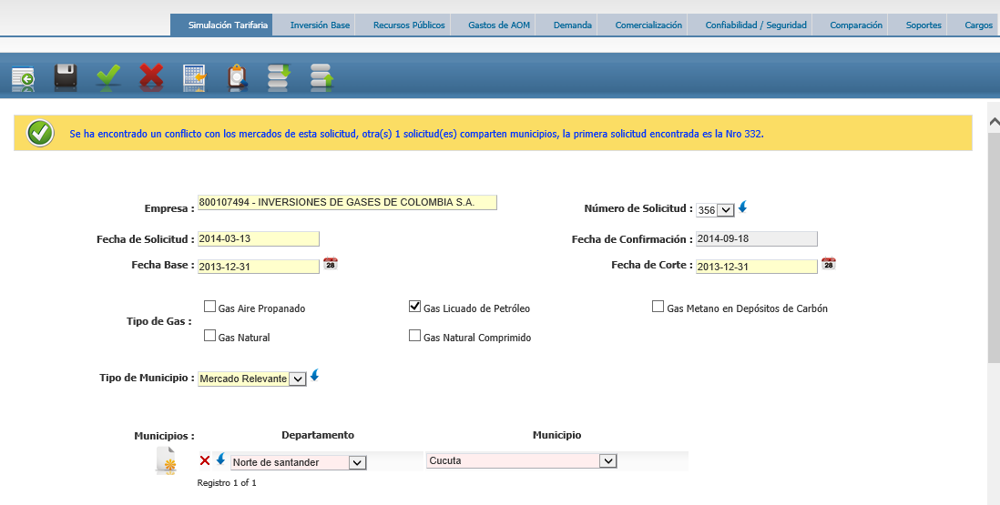 Simulación Tarifaria Inversión Base Recursos Públicos Gastos de AOM Demanda Comercialización Confiabilidad / Seguridad Comparación Soportes Cargos
Se ha encontrado un conflicto con los mercados de esta solicitud, otra(s) 1 solicitud(es) comparten municipios, la primera solicitud encontrada es la Nro 332.
Empresa : 800107494 - INVERSIONES DE GASES DE COLOMBIA S.A. Número de Solicitud : 356
Fecha de Solicitud : 2014-03-13 Fecha de Confirmación : 2014-09-18
Fecha Base : 2013-12-31 28 Fecha de Corte : 2013-12-31 28
Gas Aire Propanado Gas Licuado de Petróleo Gas Metano en Depósitos de Carbón
Tipo de Gas :
Gas Natural Gas Natural Comprimido
Tipo de Municipio : Mercado Relevante
Municipios : Departamento Municipio
Norte de santander Cucuta
Registro 1 of 1